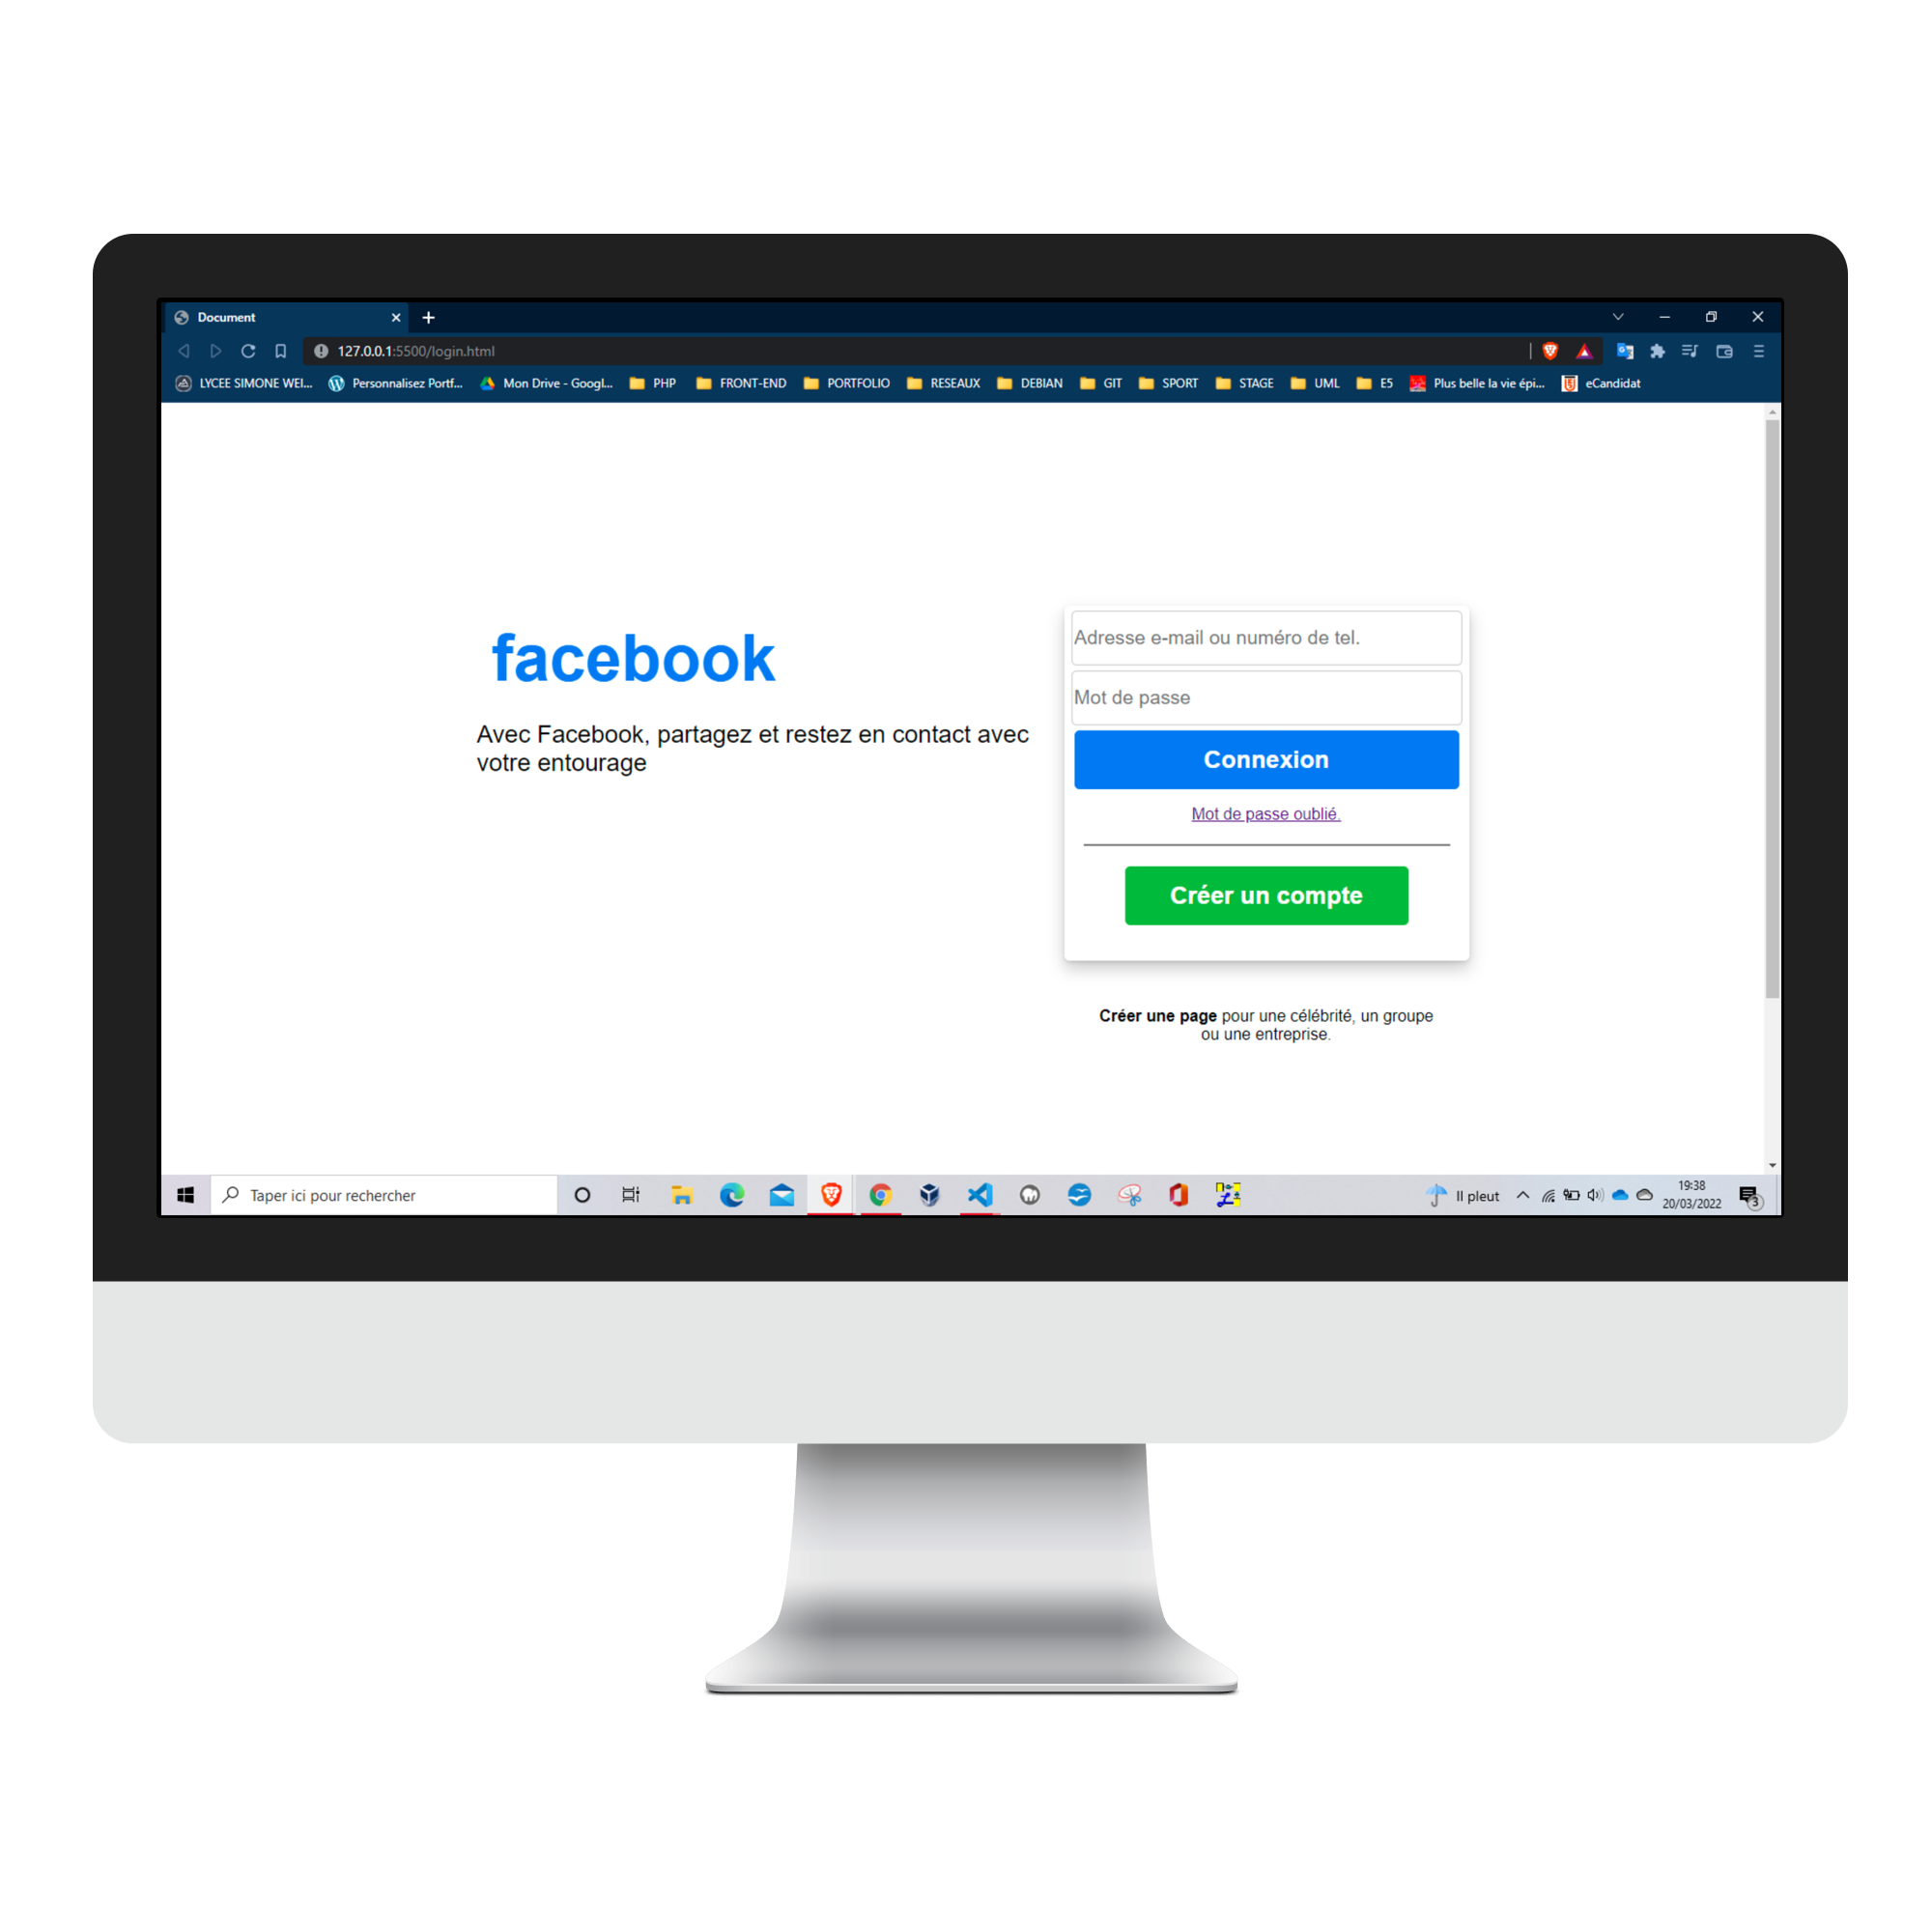 Document
127.0.0.1:5500/login.html
LYCEE SIMONE WEI... Personnalisez Portf... Mon Drive - Googl... PHP FRONT-END PORTFOLIO RESEAUX DEBIAN GIT SPORT STAGE UML E5 Plus belle la vie épi... eCandidat
facebook
Avec Facebook, partagez et restez en contact avec
votre entourage
Adresse e-mail ou numéro de tel.
Mot de passe
Connexion
Mot de passe oublié.
Créer un compte
Créer une page pour une célébrité, un groupe
ou une entreprise.
Taper ici pour rechercher
Il pleut
19:38
20/03/2022
3